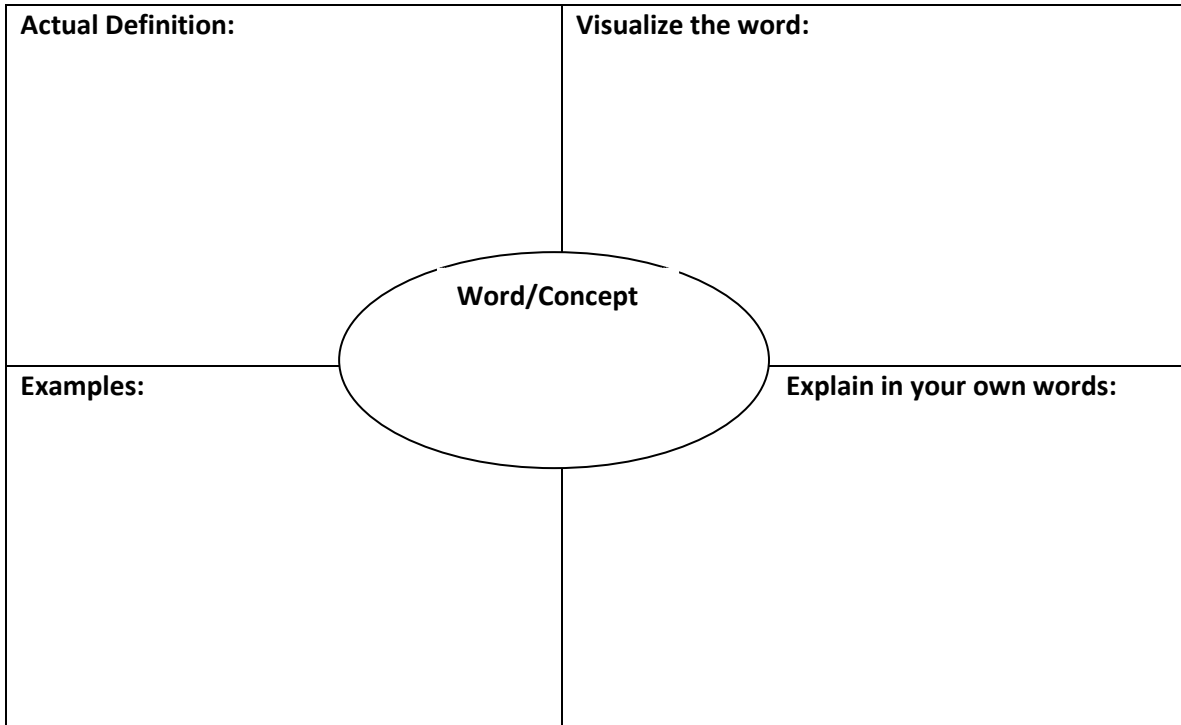 Actual Definition:
Visualize the word:
Word/Concept
Examples:
Explain in your own words: